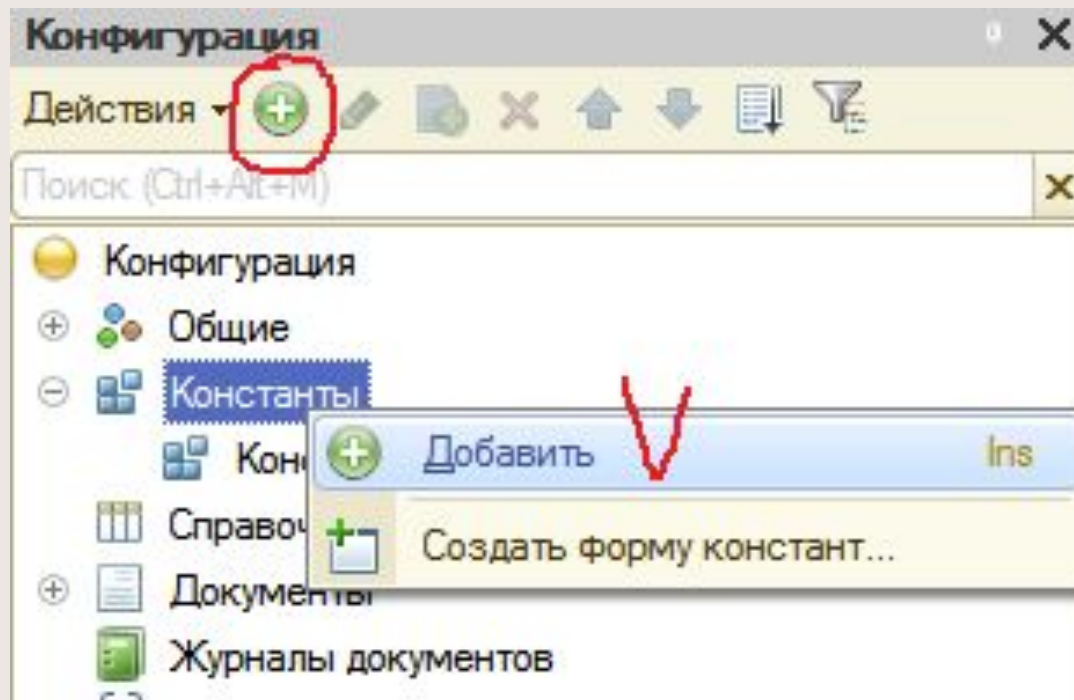 Конфигурация
Действия
Поиск (Ctrl+Alt+M)
Конфигурация
Общие
Константы
Добавить Ins
Создать форму констант...
Документы
Журналы документов